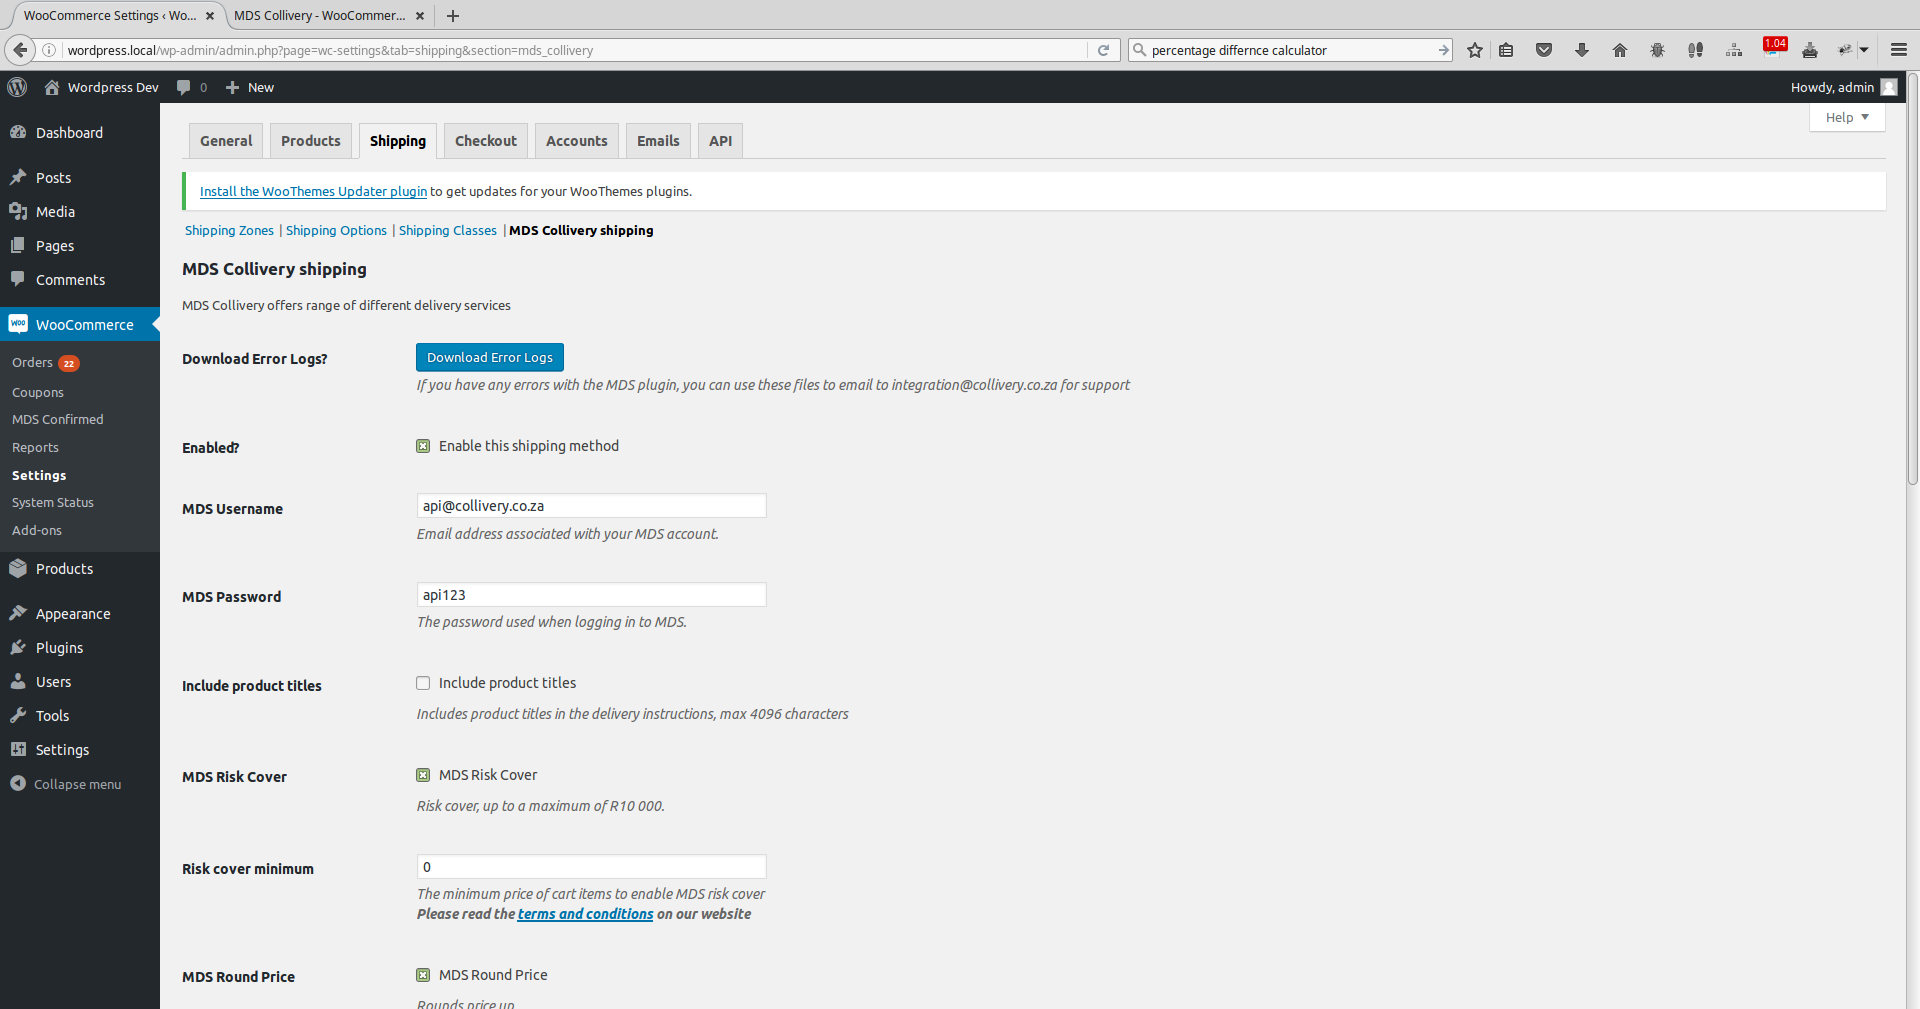 WooCommerce Settings ‹ Wo...
MDS Collivery - WooCommer...
wordpress.local/wp-admin/admin.php?page=wc-settings&tab=shipping&section=mds_collivery
percentage differnce calculator
1.04
Wordpress Dev
0
New
Howdy, admin
Help
Dashboard
Posts
Media
Pages
Comments
WooCommerce
Orders 22
Coupons
MDS Confirmed
Reports
Settings
System Status
Add-ons
Products
Appearance
Plugins
Users
Tools
Settings
Collapse menu
General
Products
Shipping
Checkout
Accounts
Emails
API
Install the WooThemes Updater plugin to get updates for your WooThemes plugins.
Shipping Zones | Shipping Options | Shipping Classes | MDS Collivery shipping
MDS Collivery shipping
MDS Collivery offers range of different delivery services
Download Error Logs?
Download Error Logs
If you have any errors with the MDS plugin, you can use these files to email to integration@collivery.co.za for support
Enabled?
Enable this shipping method
MDS Username
api@collivery.co.za
Email address associated with your MDS account.
MDS Password
api123
The password used when logging in to MDS.
Include product titles
Include product titles
Includes product titles in the delivery instructions, max 4096 characters
MDS Risk Cover
MDS Risk Cover
Risk cover, up to a maximum of R10 000.
Risk cover minimum
0
The minimum price of cart items to enable MDS risk cover
Please read the terms and conditions on our website
MDS Round Price
MDS Round Price
Rounds price up.